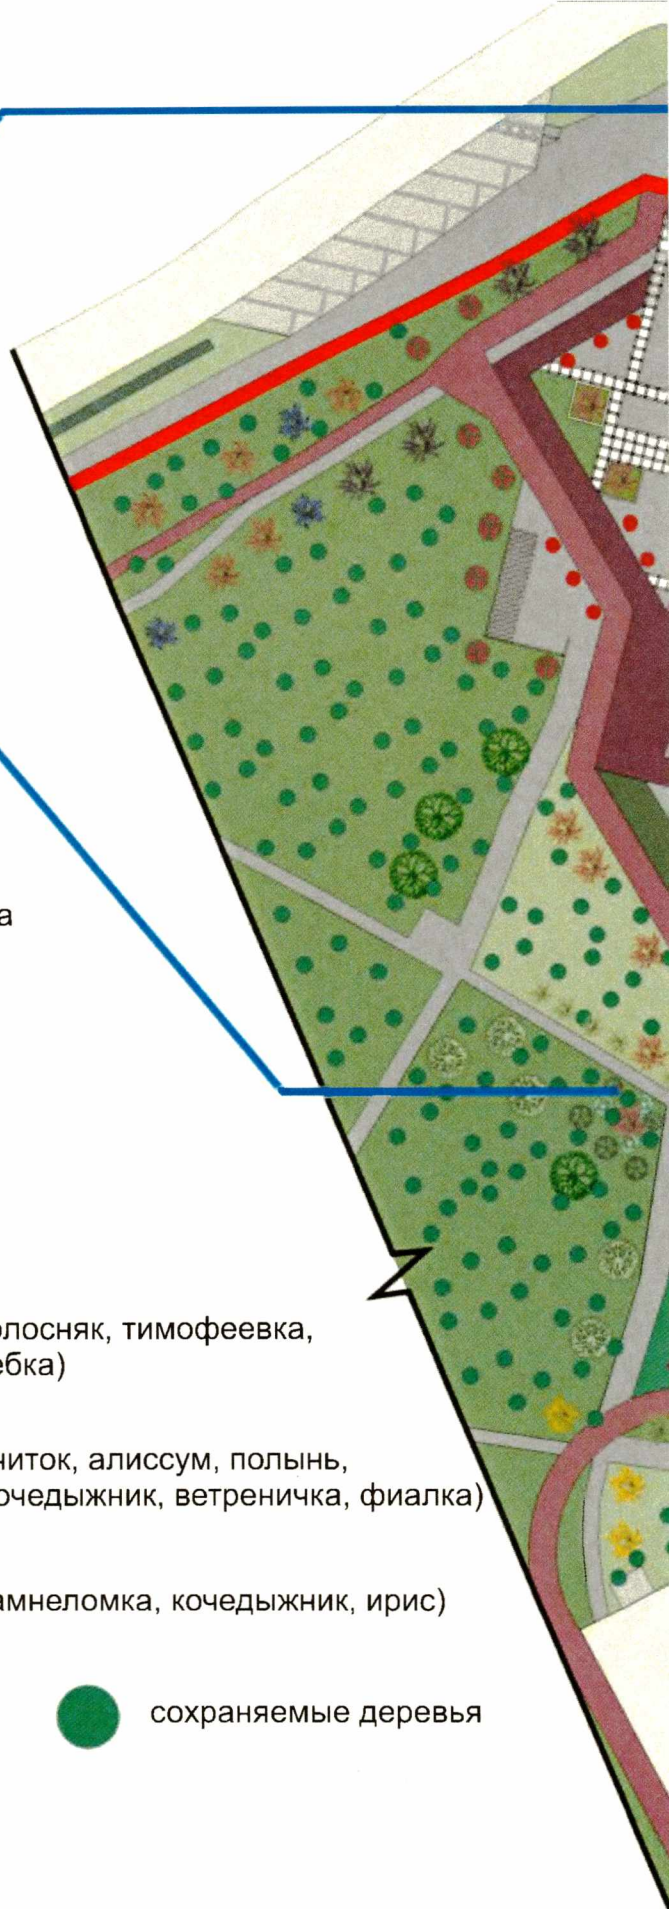 а
олосняк, тимофеевка,
ебка)
ниток, алиссум, полынь,
очедыжник, ветреничка, фиалка)
амнеломка, кочедыжник, ирис)
сохраняемые деревья